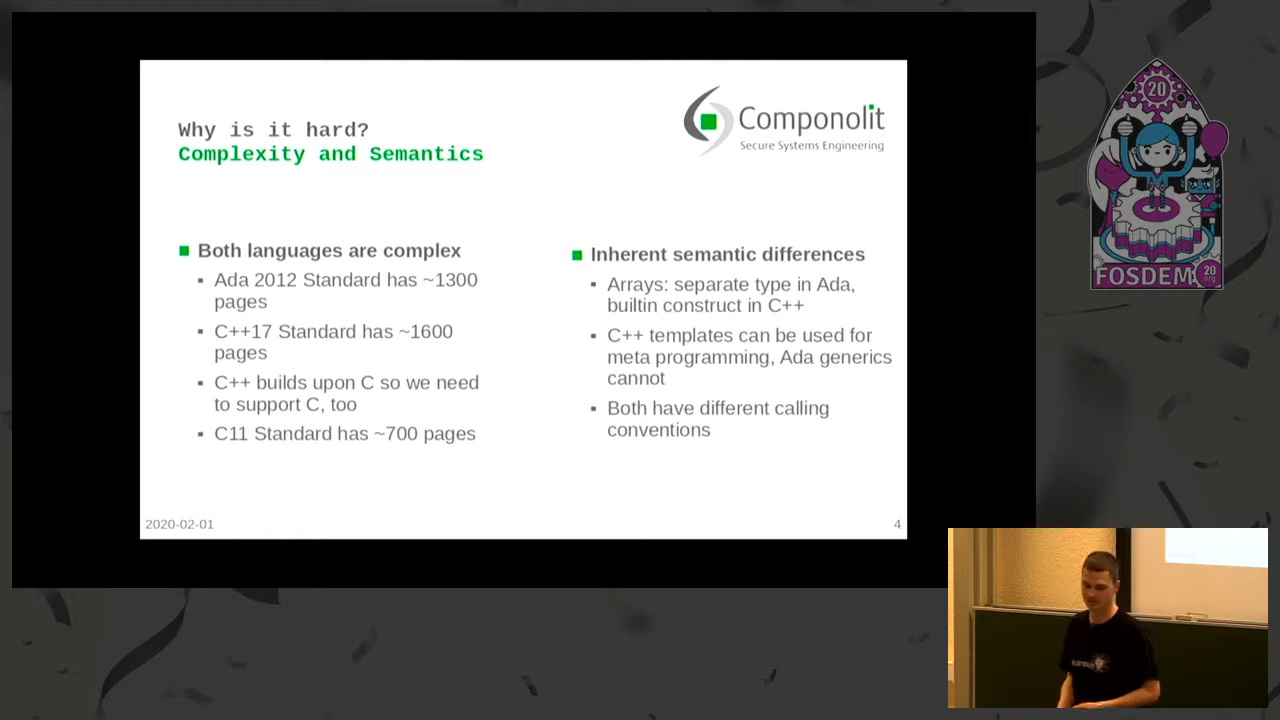 Why is it hard?
Complexity and Semantics
Componolit
Secure Systems Engineering
Both languages are complex
Ada 2012 Standard has ~1300
pages
C++17 Standard has ~1600
pages
C++ builds upon C so we need
to support C, too
C11 Standard has ~700 pages
Inherent semantic differences
Arrays: separate type in Ada,
builtin construct in C++
C++ templates can be used for
meta programming, Ada generics
cannot
Both have different calling
conventions
2020-02-01
4
20
FOSDEM
20
.org